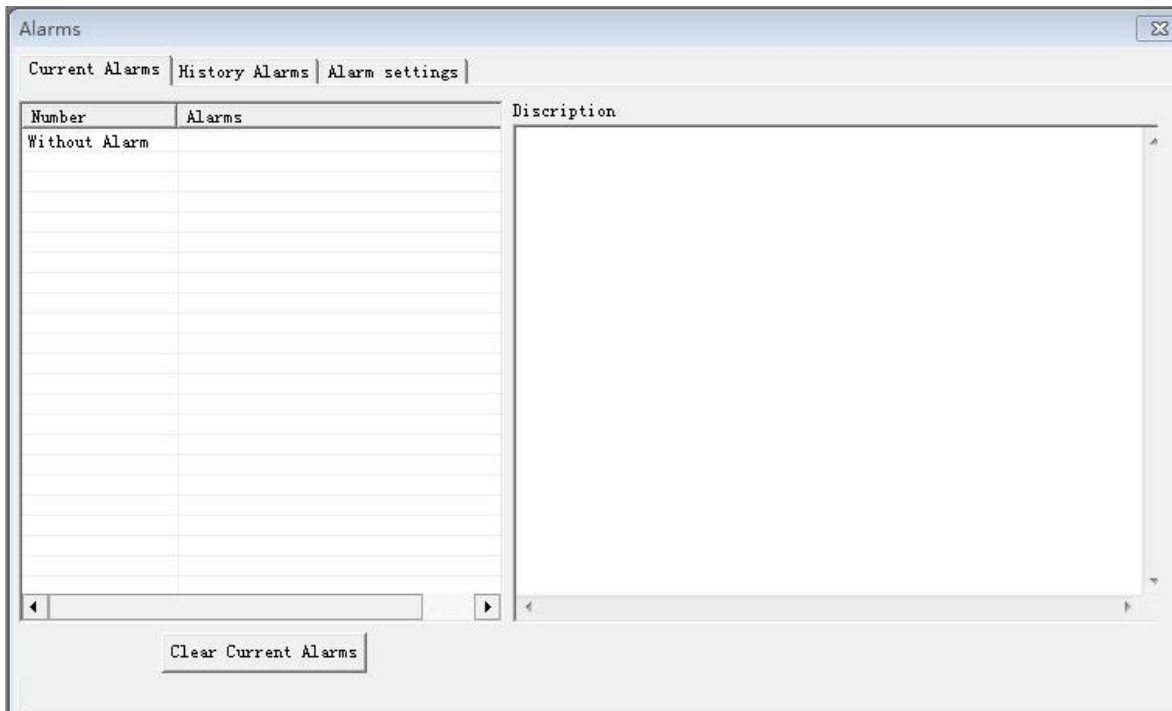 Alarms
Current Alarms History Alarms Alarm settings
Number Alarms
Discription
Without Alarm
Clear Current Alarms